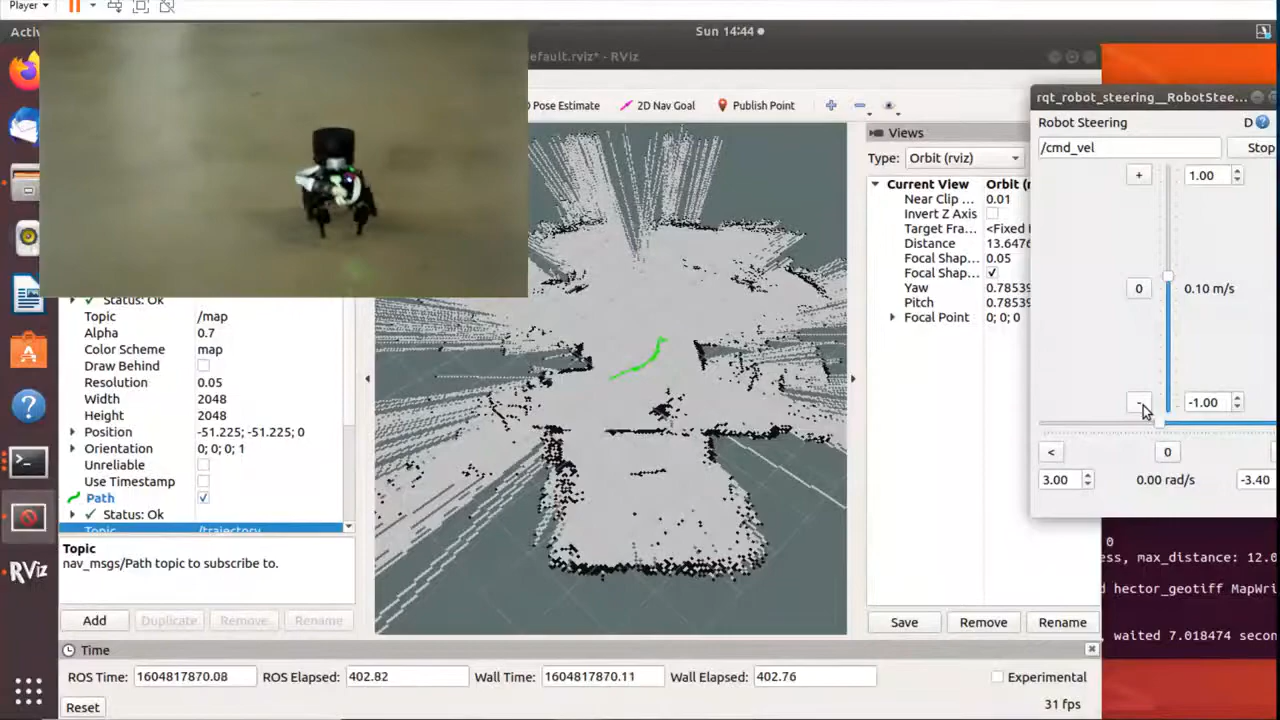 Player
Activ
Sun 14:44
efault.rviz* - RViz
D Pose Estimate
2D Nav Goal
Publish Point
Status: Ok
Topic /map
Alpha 0.7
Color Scheme map
Draw Behind
Resolution 0.05
Width 2048
Height 2048
Position -51.225; -51.225; 0
Orientation 0; 0; 0; 1
Unreliable
Use Timestamp
Path
Status: Ok
Topic /trajectory
Topic
nav_msgs/Path topic to subscribe to.
Add Duplicate Remove Rename
RViz
Views
Type: Orbit (rviz)
Current View Orbit (rviz)
Near Clip ... 0.01
Invert Z Axis
Target Fra... <Fixed F
Distance 13.6476
Focal Shap... 0.05
Focal Shap... ✓
Yaw 0.78539
Pitch 0.78539
Focal Point 0; 0; 0
Save Remove Rename
rqt_robot_steering__RobotStee...
Robot Steering D
/cmd_vel Stop
+ 1.00
0 0.10 m/s
- -1.00
< 0
3.00 0.00 rad/s -3.40
0
ess, max_distance: 12.0
d hector_geotiff MapWri
, waited 7.018474 secon
Time
ROS Time: 1604817870.08 ROS Elapsed: 402.82 Wall Time: 1604817870.11 Wall Elapsed: 402.76 Experimental
Reset 31 fps